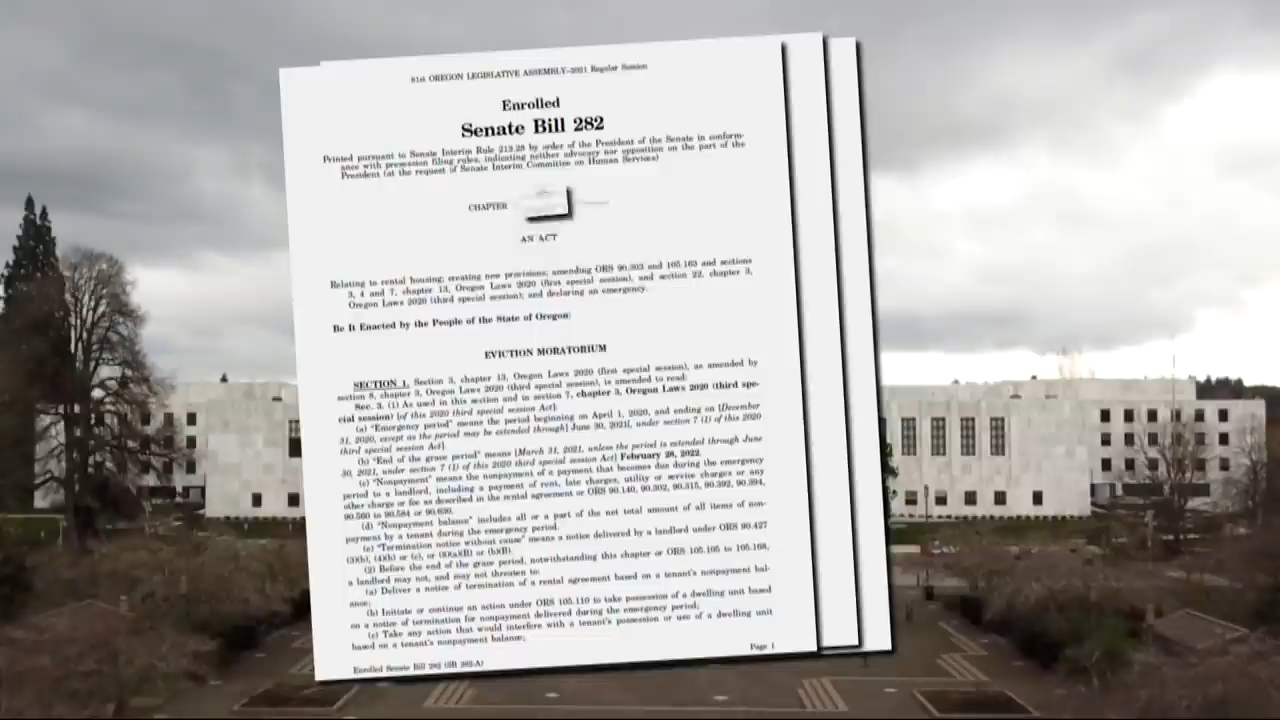 81st OREGON LEGISLATIVE ASSEMBLY--2021 Regular Session
Enrolled
Senate Bill 282
Printed pursuant to Senate Interim Rule 213.28 by order of the President of the Senate in conform-
ance with presession filing rules, indicating neither advocacy nor opposition on the part of the
President (at the request of Senate Interim Committee on Human Services)
CHAPTER
AN ACT
Relating to rental housing; creating new provisions; amending ORS 90.303 and 105.163 and sections
3, 4 and 7, chapter 13, Oregon Laws 2020 (first special session), and section 22, chapter 3,
Oregon Laws 2020 (third special session); and declaring an emergency.
Be It Enacted by the People of the State of Oregon:
EVICTION MORATORIUM
SECTION 1. Section 3, chapter 13, Oregon Laws 2020 (first special session), as amended by
section 8, chapter 3, Oregon Laws 2020 (third special session), is amended to read:
Sec. 3. (1) As used in this section and in section 7, chapter 3, Oregon Laws 2020 (third spe-
cial session) [of this 2020 third special session Act]:
(a) “Emergency period” means the period beginning on April 1, 2020, and ending on [December
31, 2020, except as the period may be extended through] June 30, 2021[, under section 7 (1) of this 2020
third special session Act].
(b) “End of the grace period” means [March 31, 2021, unless the period is extended through June
30, 2021, under section 7 (1) of this 2020 third special session Act] February 28, 2022.
(c) “Nonpayment” means the nonpayment of a payment that becomes due during the emergency
period to a landlord, including a payment of rent, late charges, utility or service charges or any
other charge or fee as described in the rental agreement or ORS 90.140, 90.302, 90.315, 90.392, 90.394,
90.560 to 90.584 or 90.630.
(d) “Nonpayment balance” includes all or a part of the net total amount of all items of non-
payment by a tenant during the emergency period.
(e) “Termination notice without cause” means a notice delivered by a landlord under ORS 90.427
(3)(b), (4)(b) or (c), or (8)(a)(B) or (b)(B).
(2) Before the end of the grace period, notwithstanding this chapter or ORS 105.105 to 105.168,
a landlord may not, and may not threaten to:
(a) Deliver a notice of termination of a rental agreement based on a tenant's nonpayment bal-
ance;
(b) Initiate or continue an action under ORS 105.110 to take possession of a dwelling unit based
on a notice of termination for nonpayment delivered during the emergency period;
(c) Take any action that would interfere with a tenant's possession or use of a dwelling unit
based on a tenant's nonpayment balance;
Enrolled Senate Bill 282 (SB 282-A)
Page 1